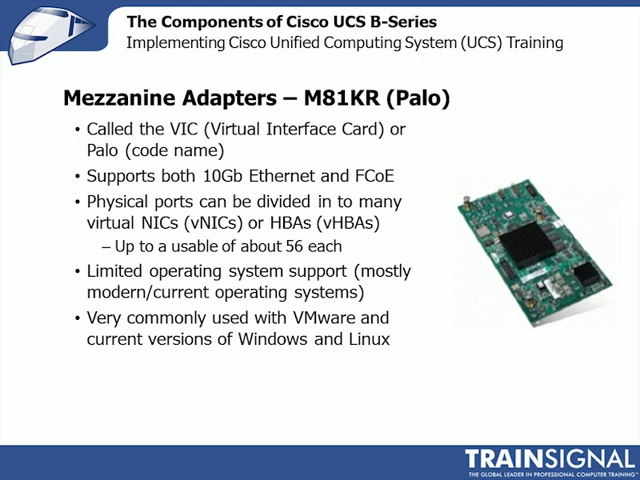 The Components of Cisco UCS B-Series
Implementing Cisco Unified Computing System (UCS) Training
Mezzanine Adapters – M81KR (Palo)
• Called the VIC (Virtual Interface Card) or
Palo (code name)
• Supports both 10Gb Ethernet and FCoE
• Physical ports can be divided in to many
virtual NICs (vNICs) or HBAs (vHBAs)
– Up to a usable of about 56 each
• Limited operating system support (mostly
modern/current operating systems)
• Very commonly used with VMware and
current versions of Windows and Linux
TRAINSIGNAL
THE GLOBAL LEADER IN PROFESSIONAL COMPUTER TRAINING